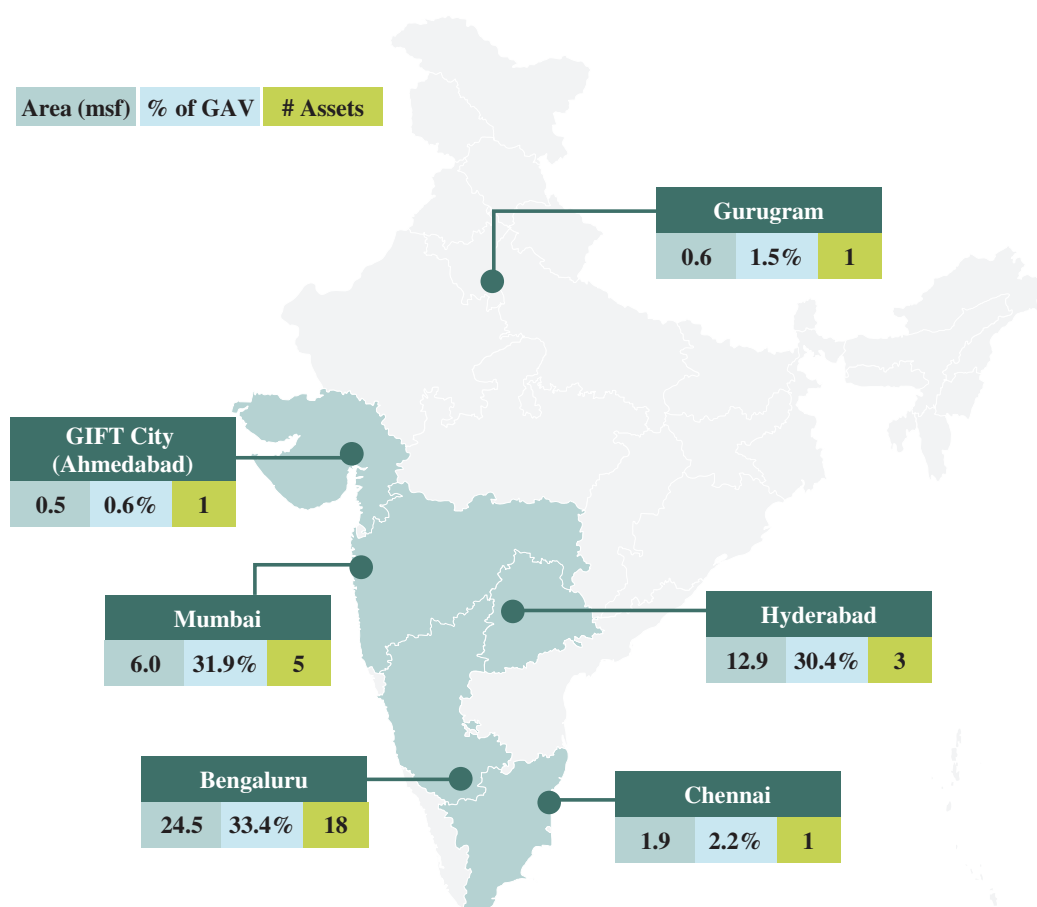 Area (msf) % of GAV # Assets
Gurugram
0.6 1.5% 1
GIFT City
(Ahmedabad)
0.5 0.6% 1
Mumbai
6.0 31.9% 5
Hyderabad
12.9 30.4% 3
Bengaluru
24.5 33.4% 18
Chennai
1.9 2.2% 1